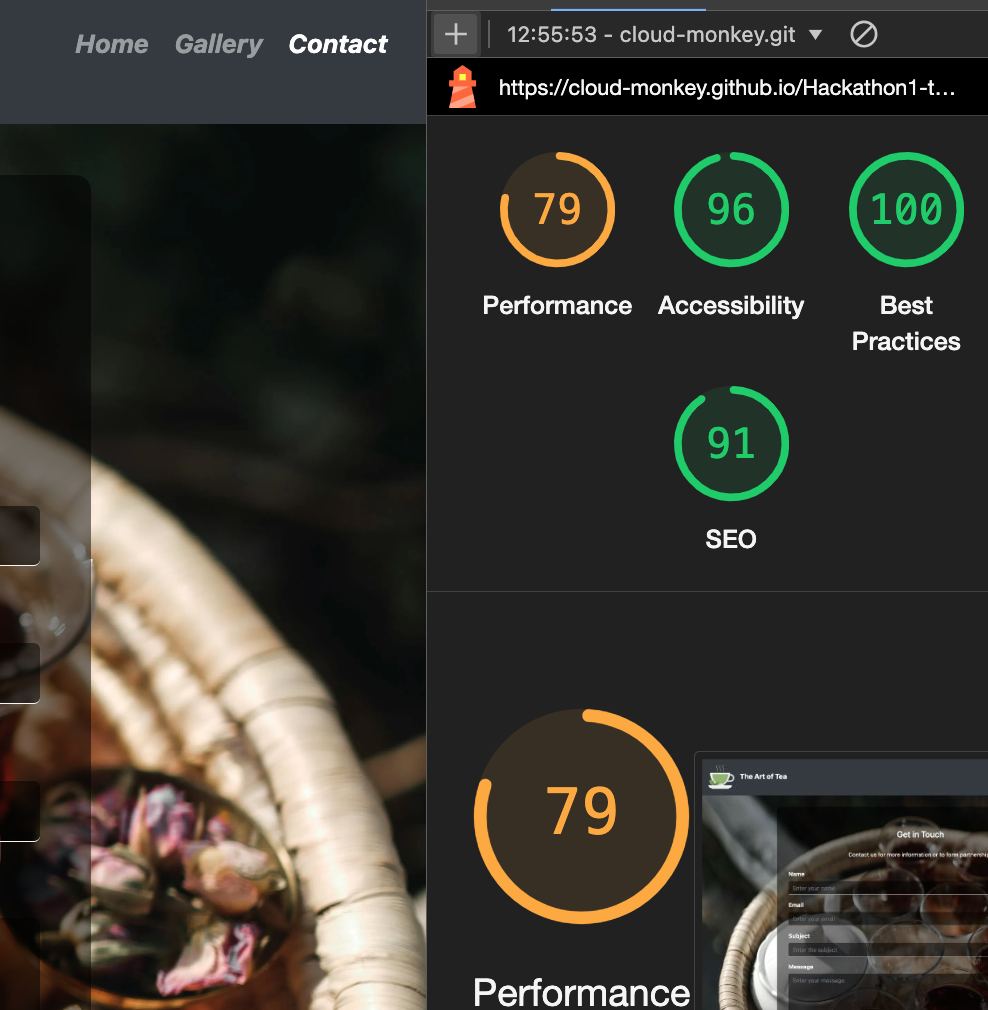 Home Gallery Contact
12:55:53 - cloud-monkey.git
https://cloud-monkey.github.io/Hackathon1-t…
79
96
100
Performance
Accessibility
Best
Practices
91
SEO
79
Performance
The Art of Tea
Get in Touch
Contact us for more information or to form partnership
Name
Enter your name
Email
Enter your email
Subject
Enter the subject
Message
Enter your message